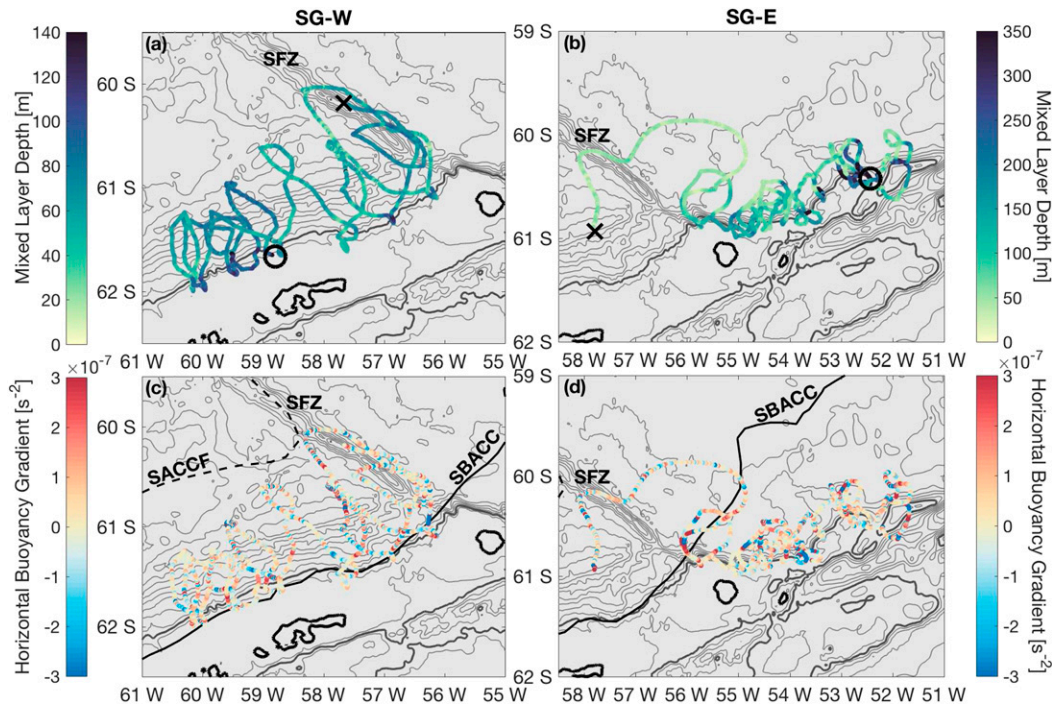 SG-W
SG-E
140
120
100
80
60
40
20
0
Mixed Layer Depth [m]
(a)
SFZ
60 S
61 S
62 S
61 W 60 W 59 W 58 W 57 W 56 W 55 W
(b)
SFZ
59 S
60 S
61 S
62 S
58 W 57 W 56 W 55 W 54 W 53 W 52 W 51 W
350
300
250
200
150
100
50
0
Mixed Layer Depth [m]
×10⁻⁷
3
2
1
0
-1
-2
-3
Horizontal Buoyancy Gradient [s⁻²]
(c)
SFZ
SACCF
SBACC
60 S
61 S
62 S
61 W 60 W 59 W 58 W 57 W 56 W 55 W
(d)
SFZ
SBACC
59 S
60 S
61 S
62 S
58 W 57 W 56 W 55 W 54 W 53 W 52 W 51 W
×10⁻⁷
3
2
1
0
-1
-2
-3
Horizontal Buoyancy Gradient [s⁻²]